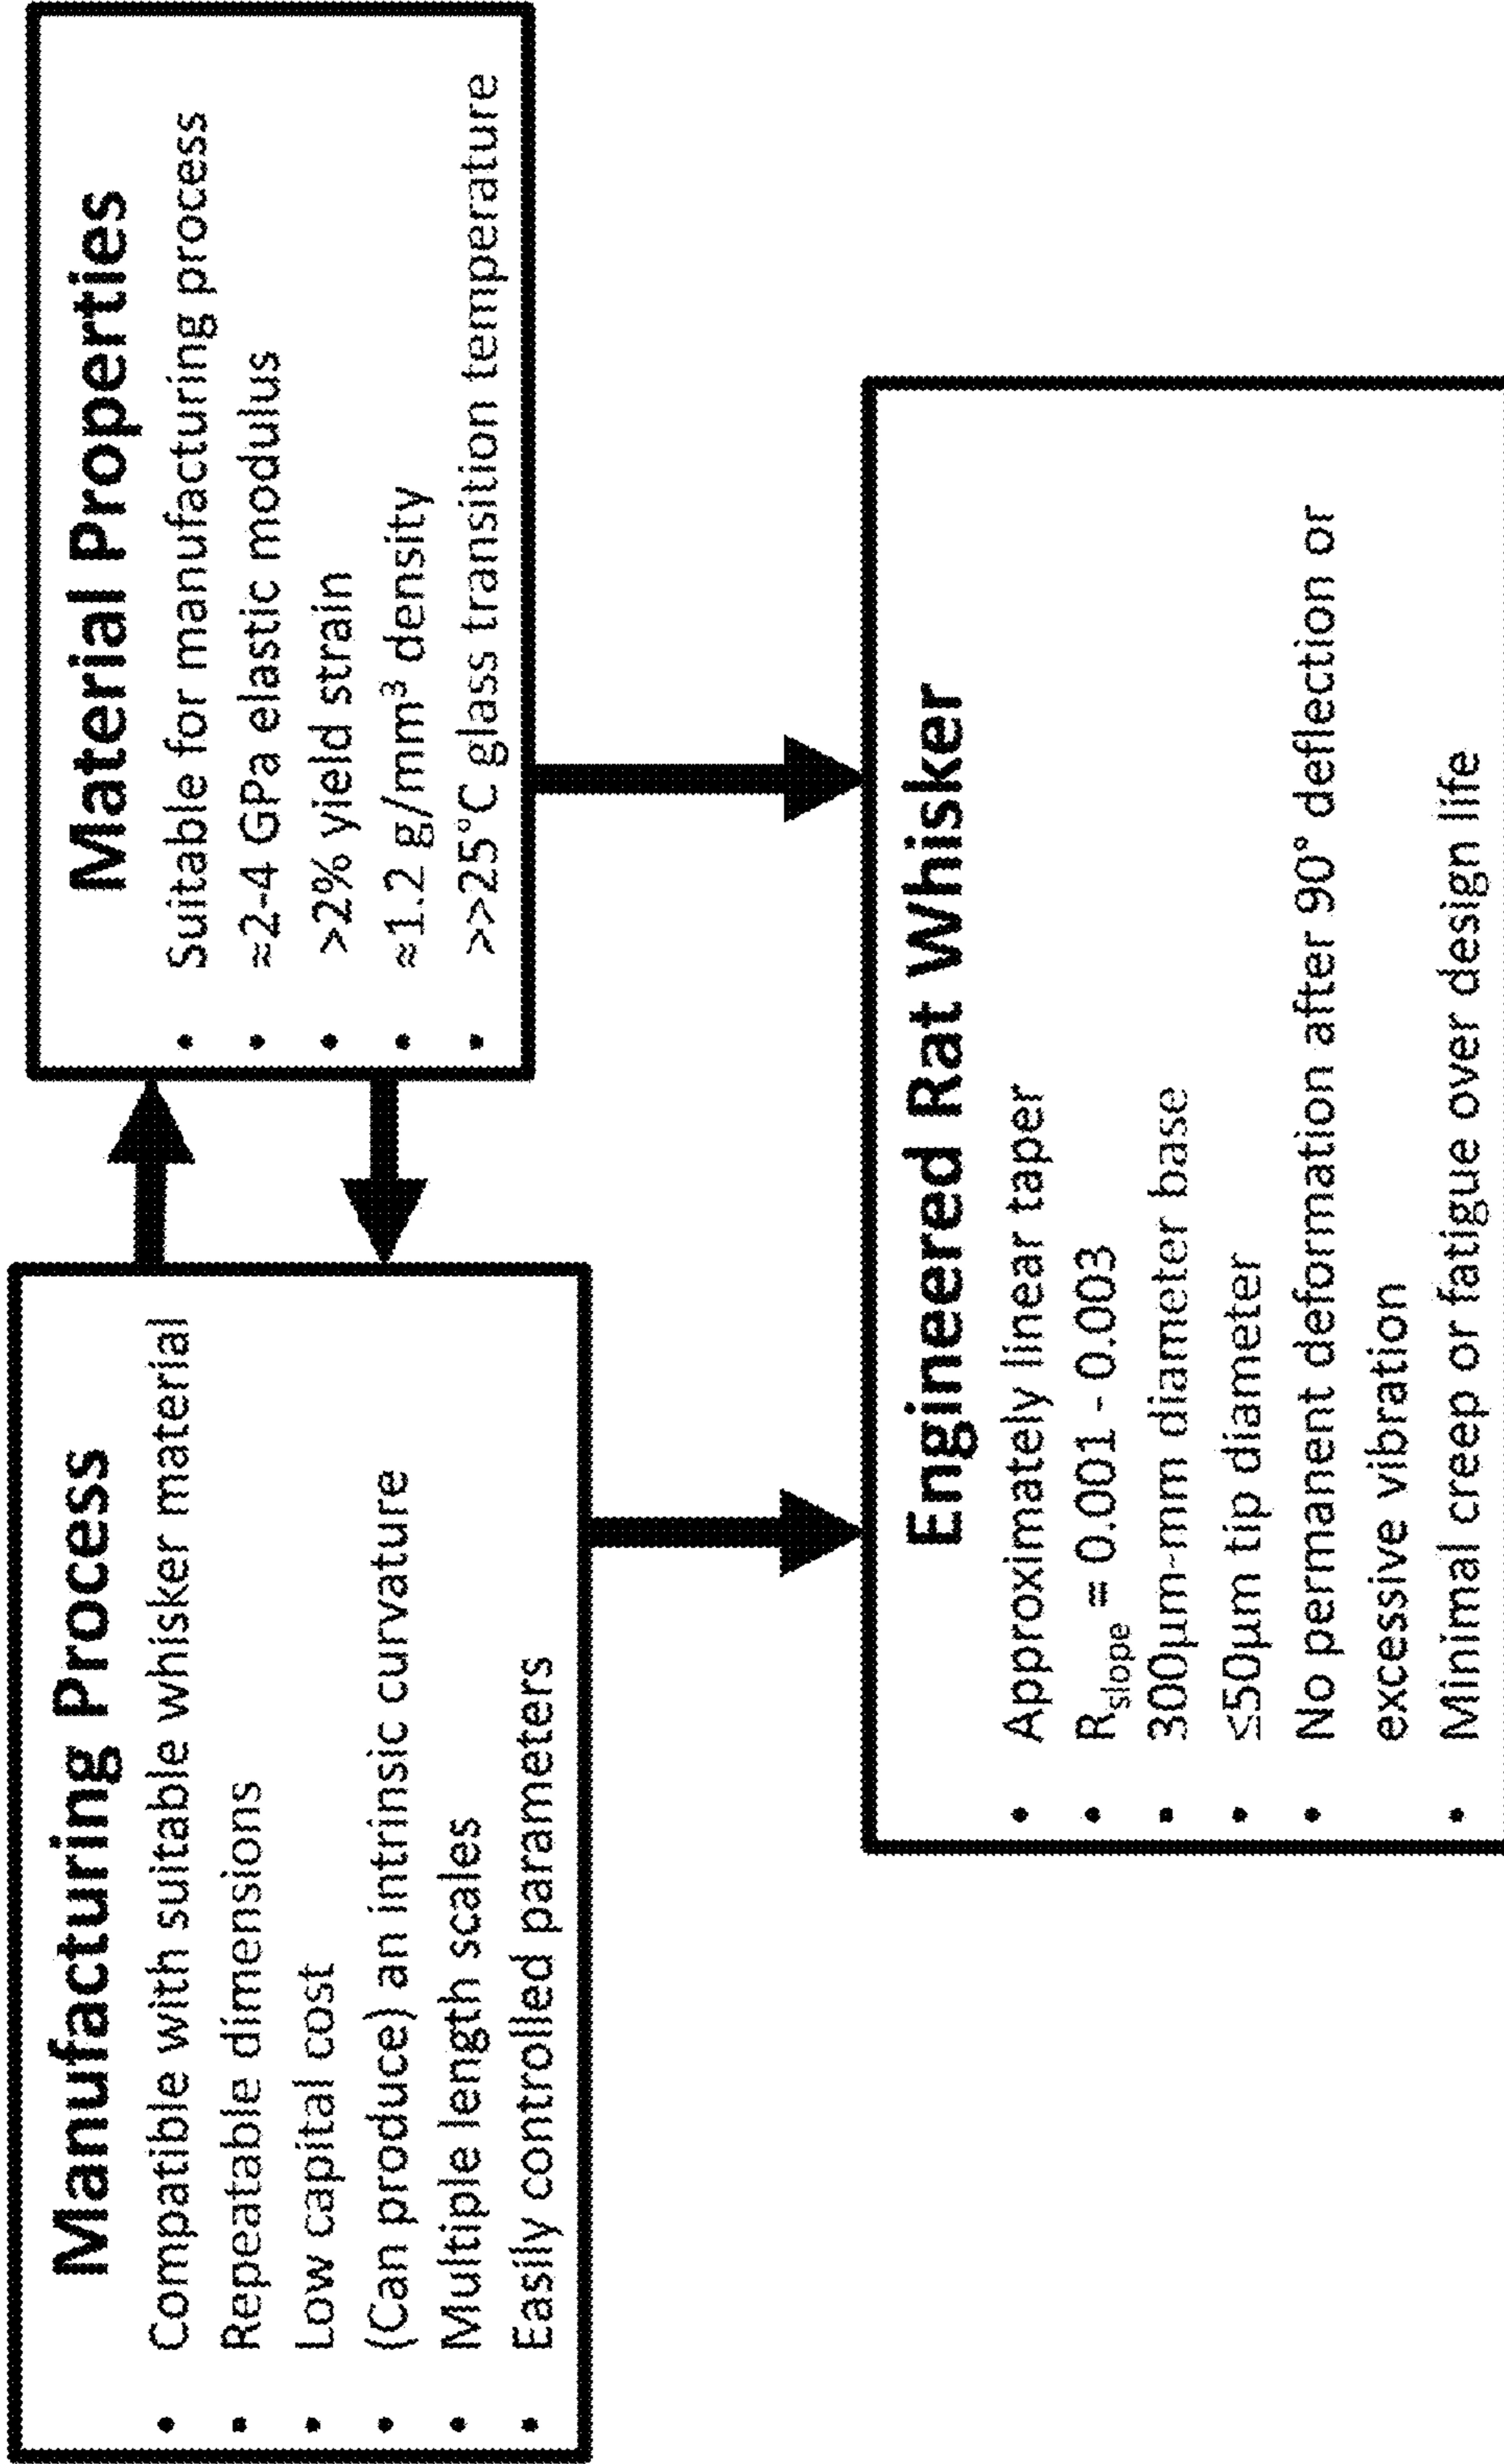 Manufacturing Process
• Compatible with suitable whisker material
• Repeatable dimensions
• Low capital cost
• (Can produce) an intrinsic curvature
• Multiple length scales
• Easily controlled parameters
Material Properties
• Suitable for manufacturing process
• ≈2-4 GPa elastic modulus
• >2% yield strain
• ≈1.2 g/mm³ density
• >>25°C glass transition temperature
Engineered Rat Whisker
• Approximately linear taper
• Rslope = 0.001 - 0.003
• 300µm-mm diameter base
• ≤50µm tip diameter
• No permanent deformation after 90° deflection or
excessive vibration
• Minimal creep or fatigue over design life